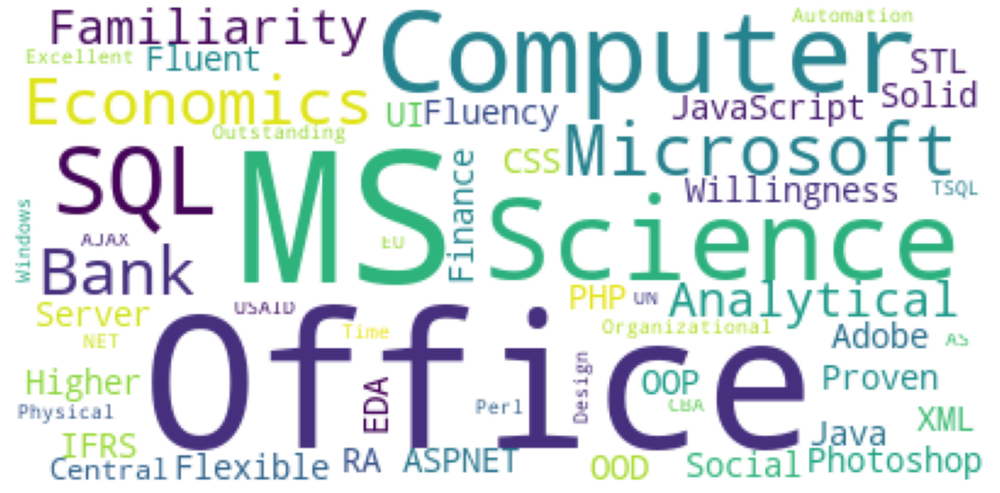 Familiarity
Computer
Automation
Excellent
Fluent
STL
Economics
UI
Fluency
JavaScript
Solid
Outstanding
SQL
MS
Finance
CSS
Microsoft
Willingness
TSQL
Windows
AJAX
EU
Science
Bank
Server
USAID
Time
PHP
UN
Analytical
NET
Office
Organizational
Adobe
AS
Higher
EDA
Design
OOP
Proven
Physical
Perl
CBA
XML
IFRS
Java
Central
Flexible
RA
ASPNET
OOD
Social
Photoshop